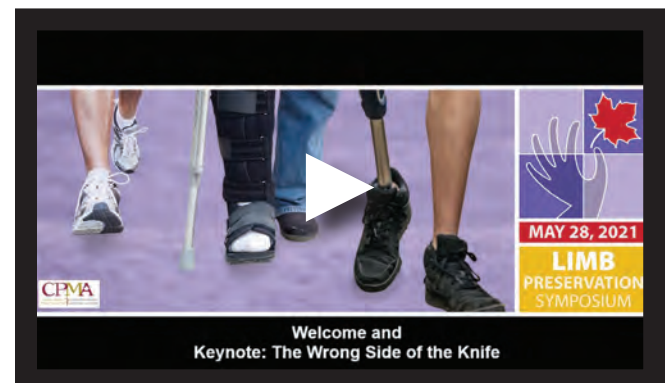 MAY 28, 2021
LIMB
PRESERVATION
SYMPOSIUM
CPMA
Welcome and
Keynote: The Wrong Side of the Knife